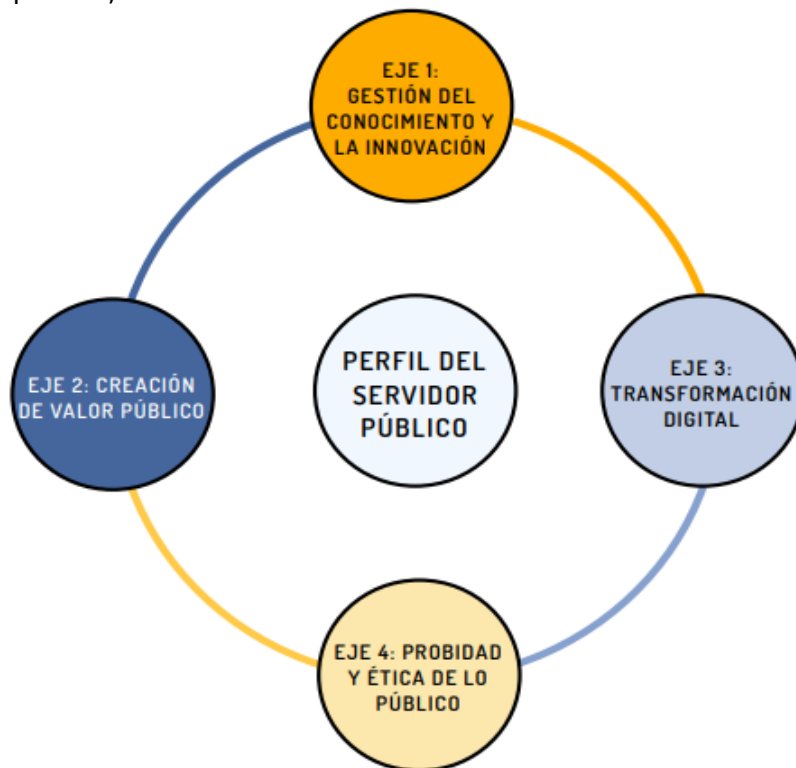 EJE 1:
GESTIÓN DEL
CONOCIMIENTO Y
LA INNOVACIÓN
EJE 2: CREACIÓN
DE VALOR PÚBLICO
PERFIL DEL
SERVIDOR
PÚBLICO
EJE 3:
TRANSFORMACIÓN
DIGITAL
EJE 4: PROBIDAD
Y ÉTICA DE LO
PÚBLICO